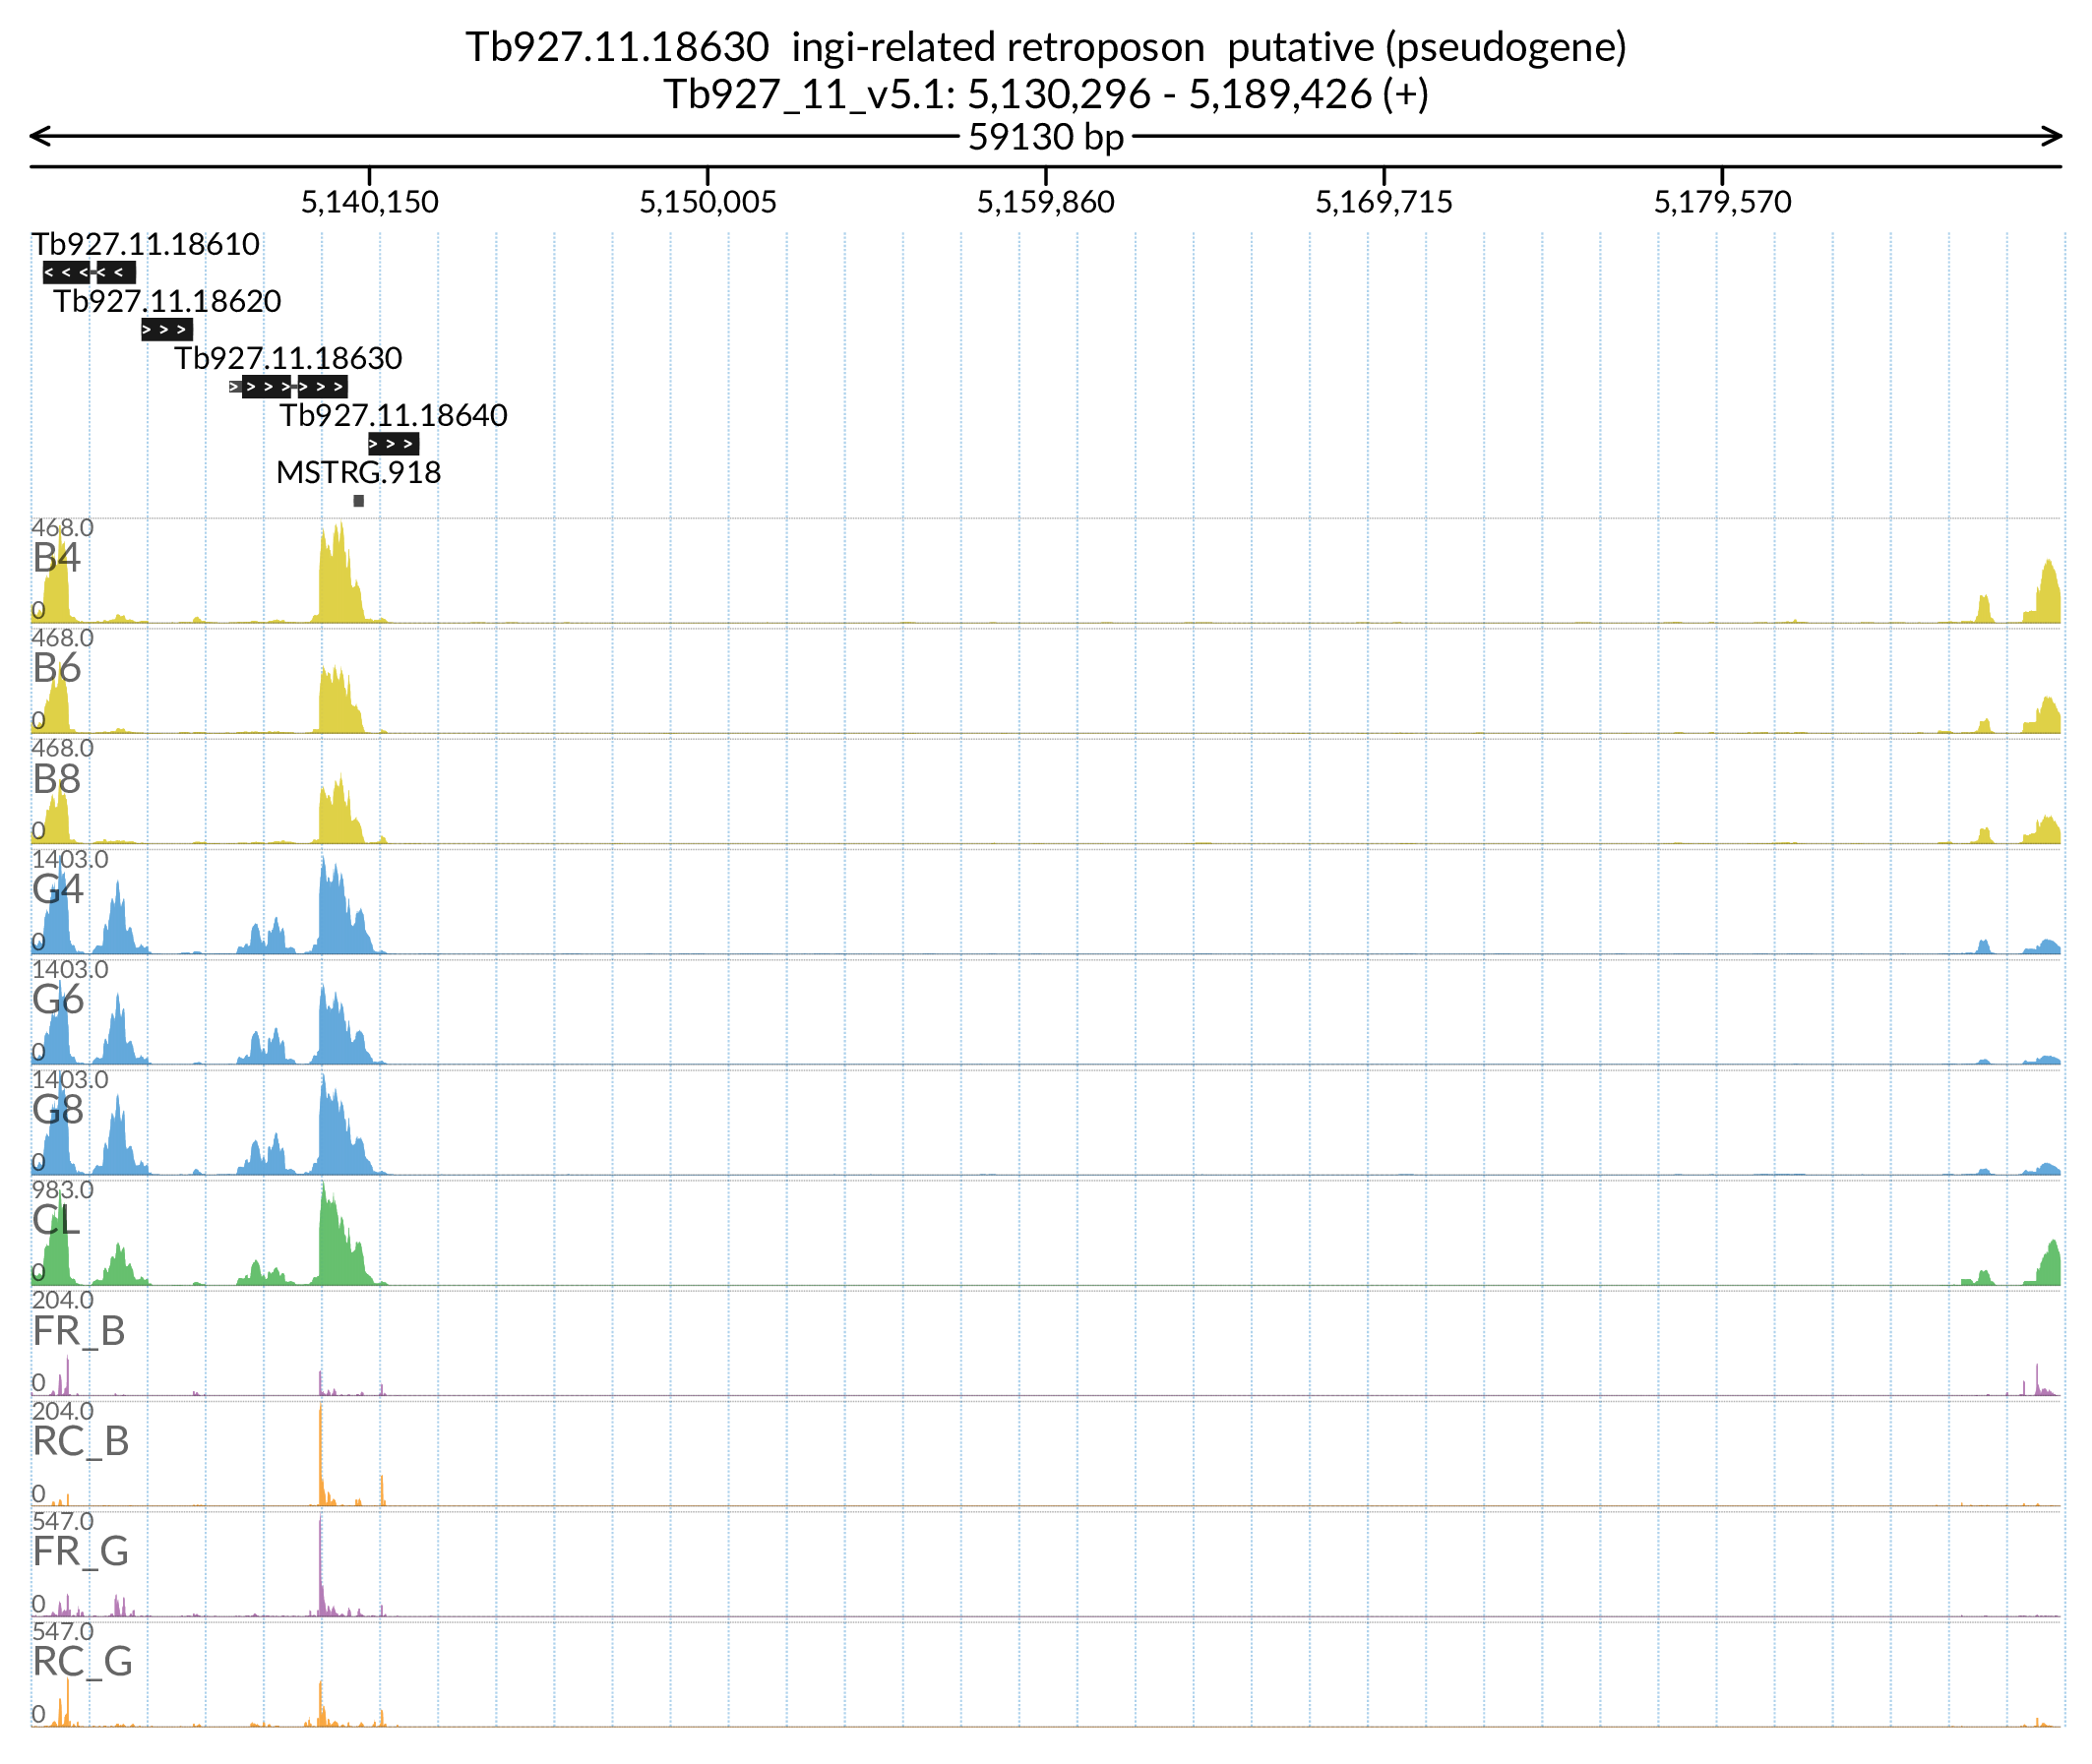 Tb927.11.18630  ingi-related retroposon  putative (pseudogene)
Tb927_11_v5.1: 5,130,296 - 5,189,426 (+)
59130 bp
5,140,150 5,150,005 5,159,860 5,169,715 5,179,570
Tb927.11.18610
Tb927.11.18620
Tb927.11.18630
Tb927.11.18640
MSTRG.918
468.0
B4
0
468.0
B6
0
468.0
B8
0
1403.0
G4
0
1403.0
G6
0
1403.0
G8
0
983.0
CL
0
204.0
FR_B
0
204.0
RC_B
0
547.0
FR_G
0
547.0
RC_G
0